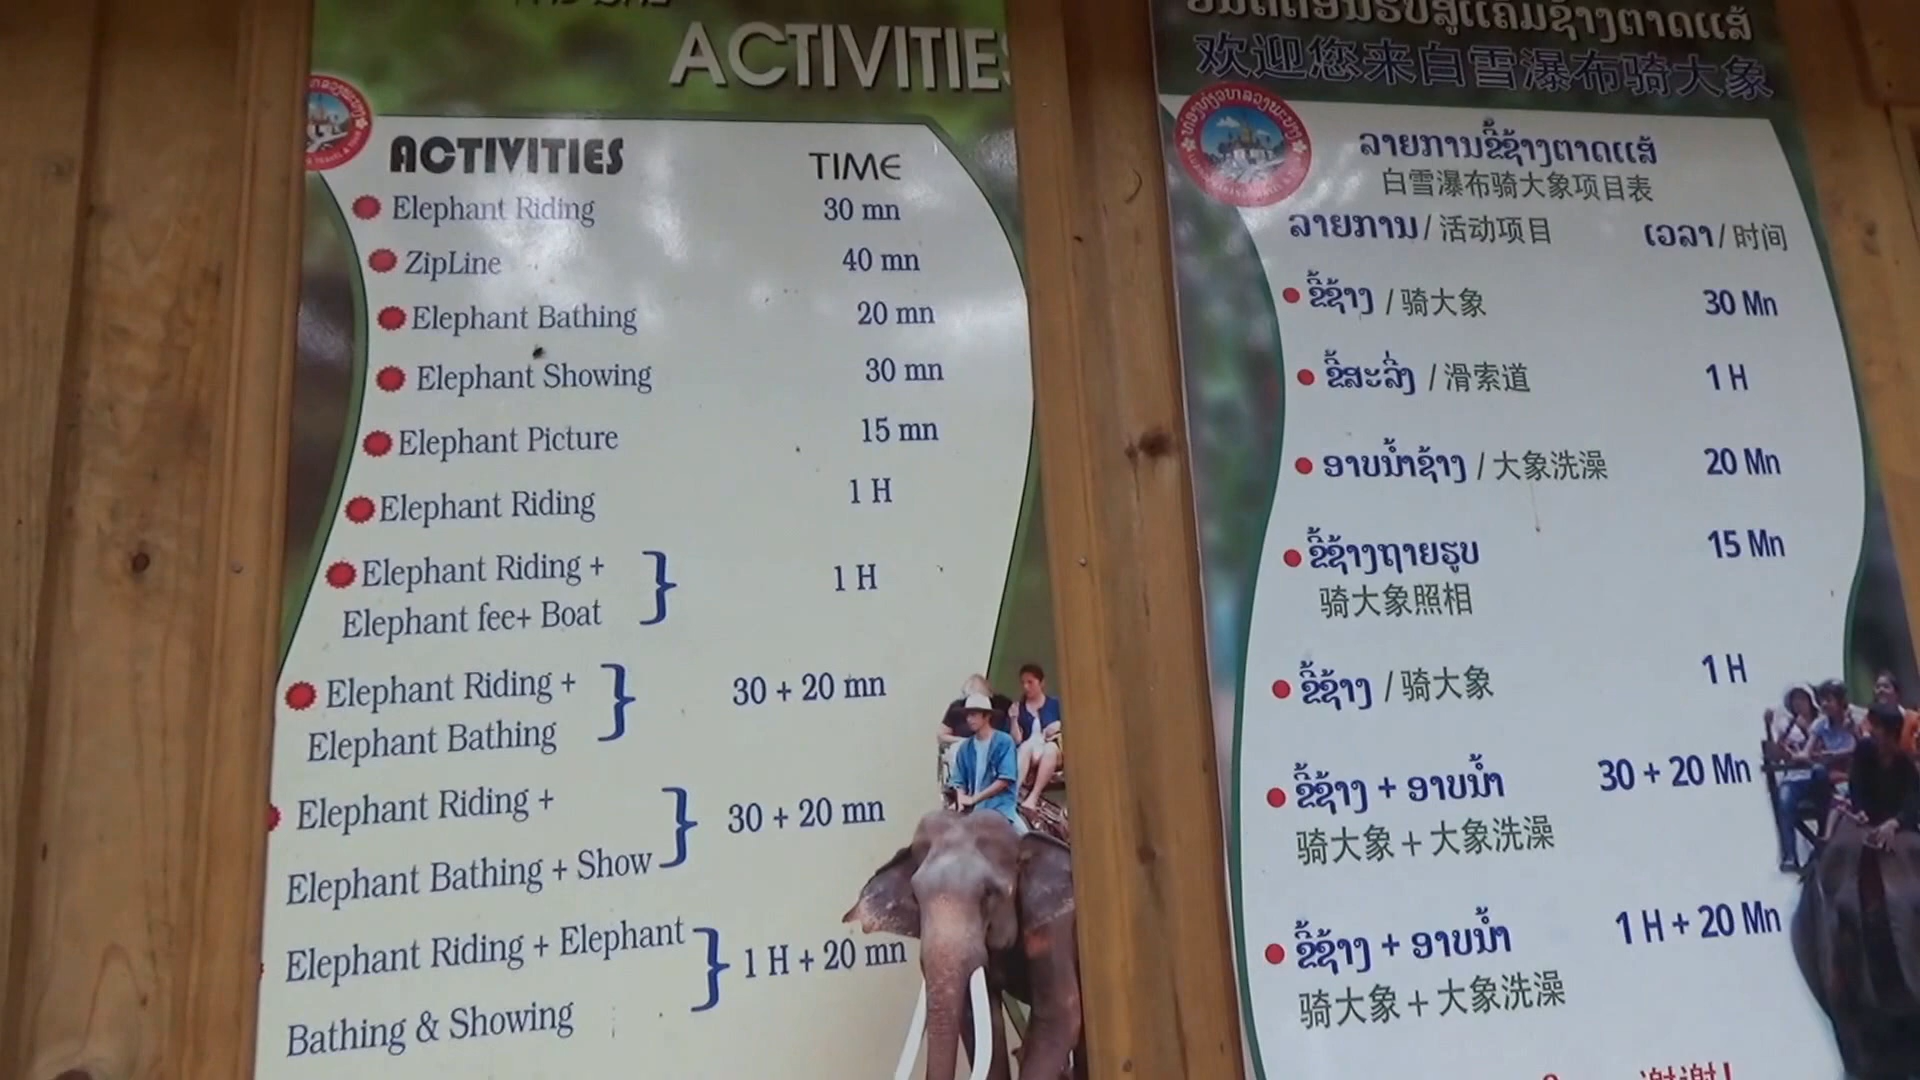 ACTIVITIES
ACTIVITIES TIME
Elephant Riding 30 mn
ZipLine 40 mn
Elephant Bathing 20 mn
Elephant Showing 30 mn
Elephant Picture 15 mn
Elephant Riding 1 H
Elephant Riding +
Elephant fee+ Boat } 1 H
Elephant Riding +
Elephant Bathing } 30 + 20 mn
Elephant Riding +
Elephant Bathing + Show } 30 + 20 mn
Elephant Riding + Elephant
Bathing & Showing } 1 H + 20 mn
欢迎您来白雪瀑布骑大象
ລາຍການຂີ້ຊ້າງຕາດແສ້
白雪瀑布骑大象项目表
ລາຍການ / 活动项目 ເວລາ / 时间
ຂີ້ຊ້າງ / 骑大象 30 Mn
ຂີ້ສະລີ່ງ / 滑索道 1 H
ອາບນ້ຳຊ້າງ / 大象洗澡 20 Mn
ຂີ້ຊ້າງຖາຍຮູບ 15 Mn
骑大象照相
ຂີ້ຊ້າງ / 骑大象 1 H
ຂີ້ຊ້າງ + ອາບນ້ຳ 30 + 20 Mn
骑大象 + 大象洗澡
ຂີ້ຊ້າງ + ອາບນ້ຳ 1 H + 20 Mn
骑大象 + 大象洗澡
谢谢!